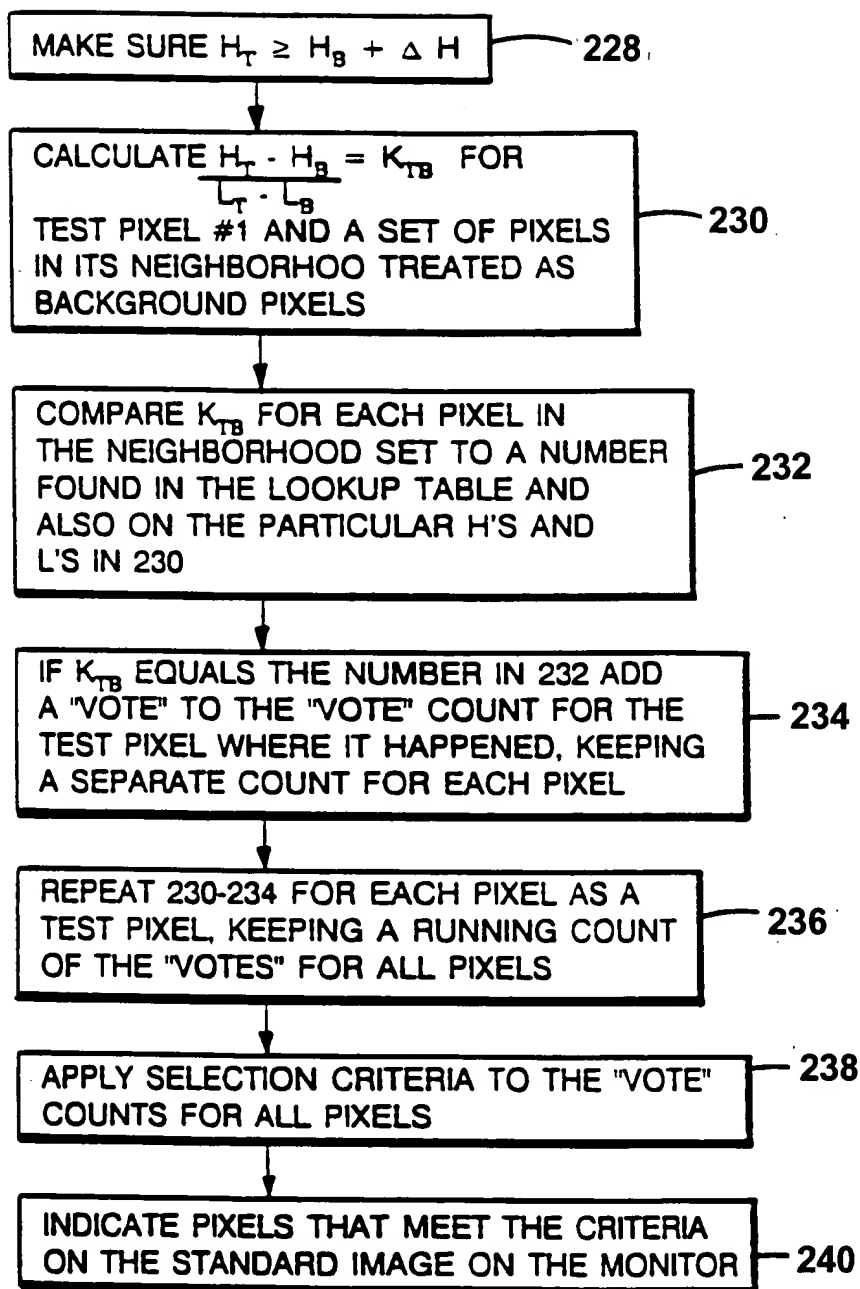 MAKE SURE H_T ≥ H_B + Δ H
228
CALCULATE H_T - H_B = K_TB FOR
L_T - L_B
TEST PIXEL #1 AND A SET OF PIXELS
IN ITS NEIGHBORHOO TREATED AS
BACKGROUND PIXELS
230
COMPARE K_TB FOR EACH PIXEL IN
THE NEIGHBORHOOD SET TO A NUMBER
FOUND IN THE LOOKUP TABLE AND
ALSO ON THE PARTICULAR H'S AND
L'S IN 230
232
IF K_TB EQUALS THE NUMBER IN 232 ADD
A "VOTE" TO THE "VOTE" COUNT FOR THE
TEST PIXEL WHERE IT HAPPENED, KEEPING
A SEPARATE COUNT FOR EACH PIXEL
234
REPEAT 230-234 FOR EACH PIXEL AS A
TEST PIXEL, KEEPING A RUNNING COUNT
OF THE "VOTES" FOR ALL PIXELS
236
APPLY SELECTION CRITERIA TO THE "VOTE"
COUNTS FOR ALL PIXELS
238
INDICATE PIXELS THAT MEET THE CRITERIA
ON THE STANDARD IMAGE ON THE MONITOR
240